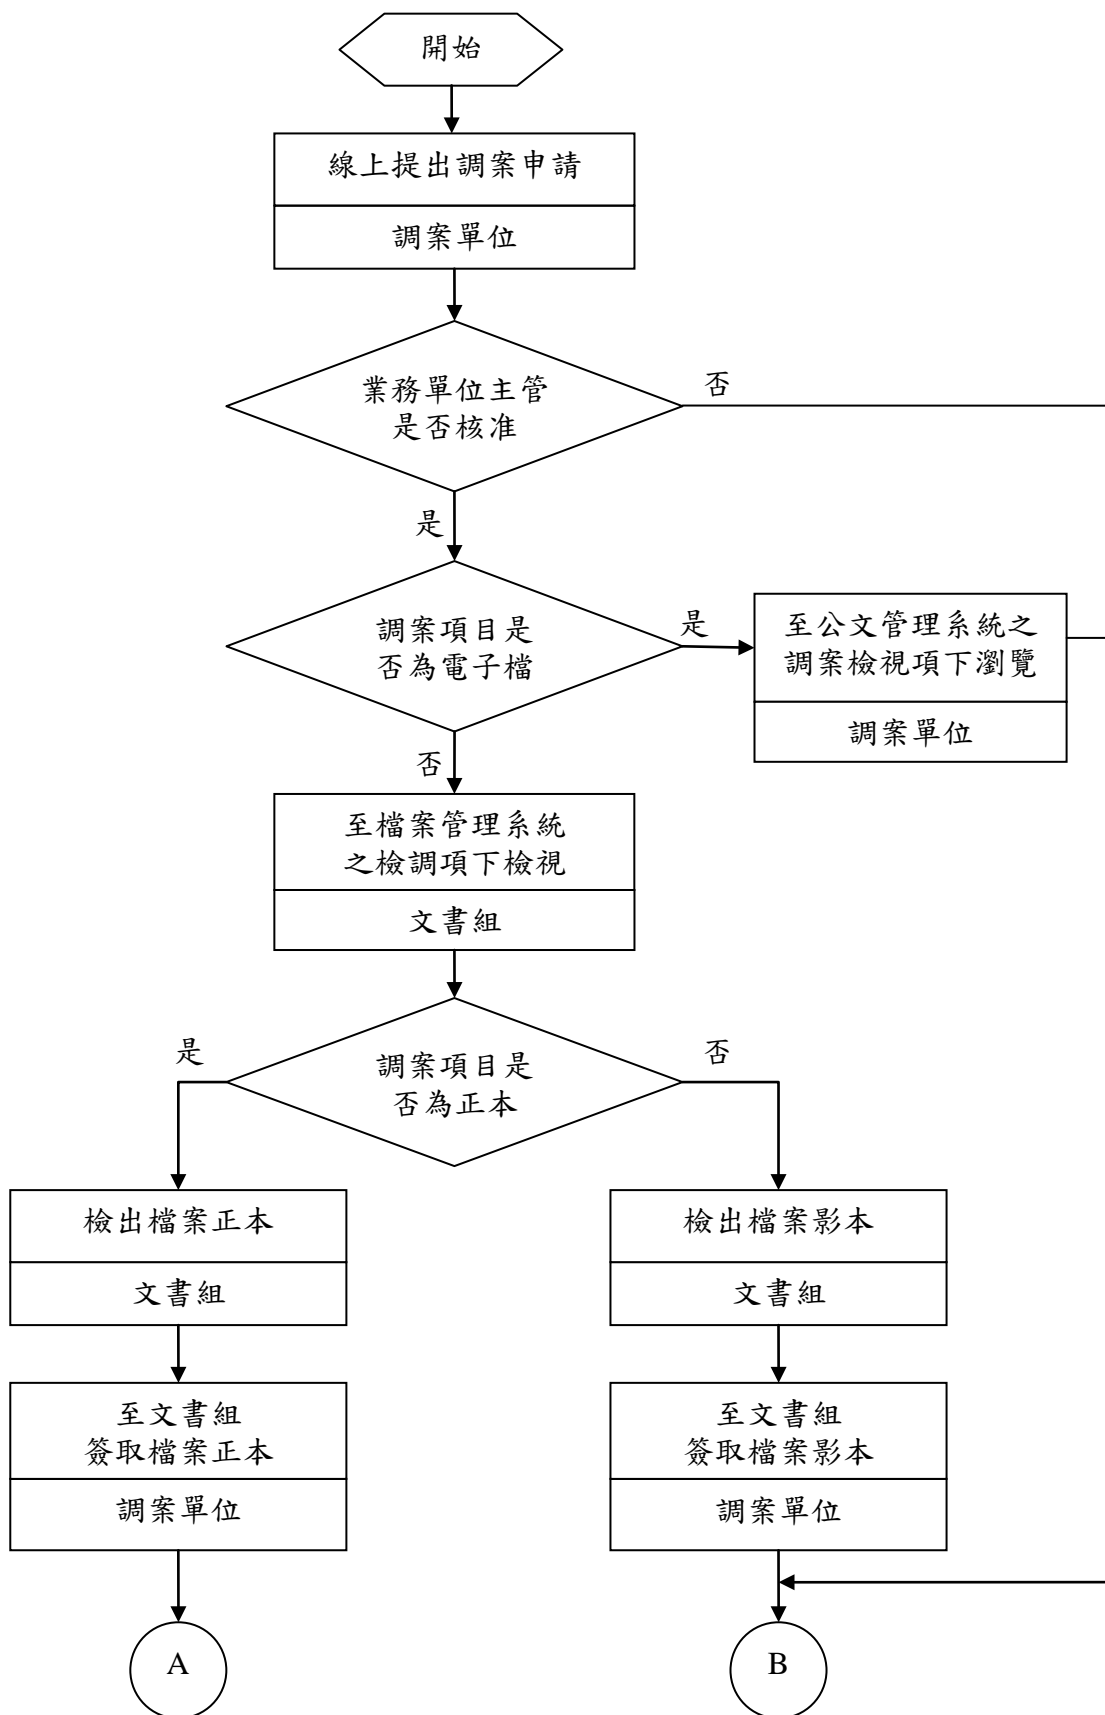 開始
線上提出調案申請
調案單位
業務單位主管
是否核准
否
是
調案項目是
否為電子檔
是
至公文管理系統之
調案檢視項下瀏覽
調案單位
否
至檔案管理系統
之檢調項下檢視
文書組
調案項目是
否為正本
是
否
檢出檔案正本
文書組
檢出檔案影本
文書組
至文書組
簽取檔案正本
調案單位
至文書組
簽取檔案影本
調案單位
A
B